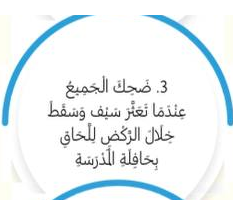 3. ضَحِكَ الْجَمِيعُ
عِنْدَمَا تَعَثَّرَ سَيْف وَسَقَطَ
خِلَالَ الرَّكْضِ لِلَّحَاقِ
بِحَافِلَةِ الْمَدْرَسَةِ